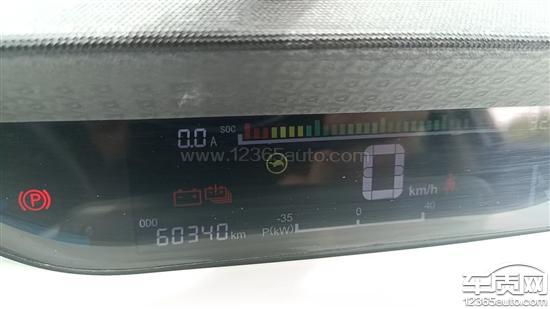 0.0 A
SOC
www.12365auto.com
0
km/h
(P)
ODO
60340 km
P(kW)
-35 0 40
车质网
12365auto.com